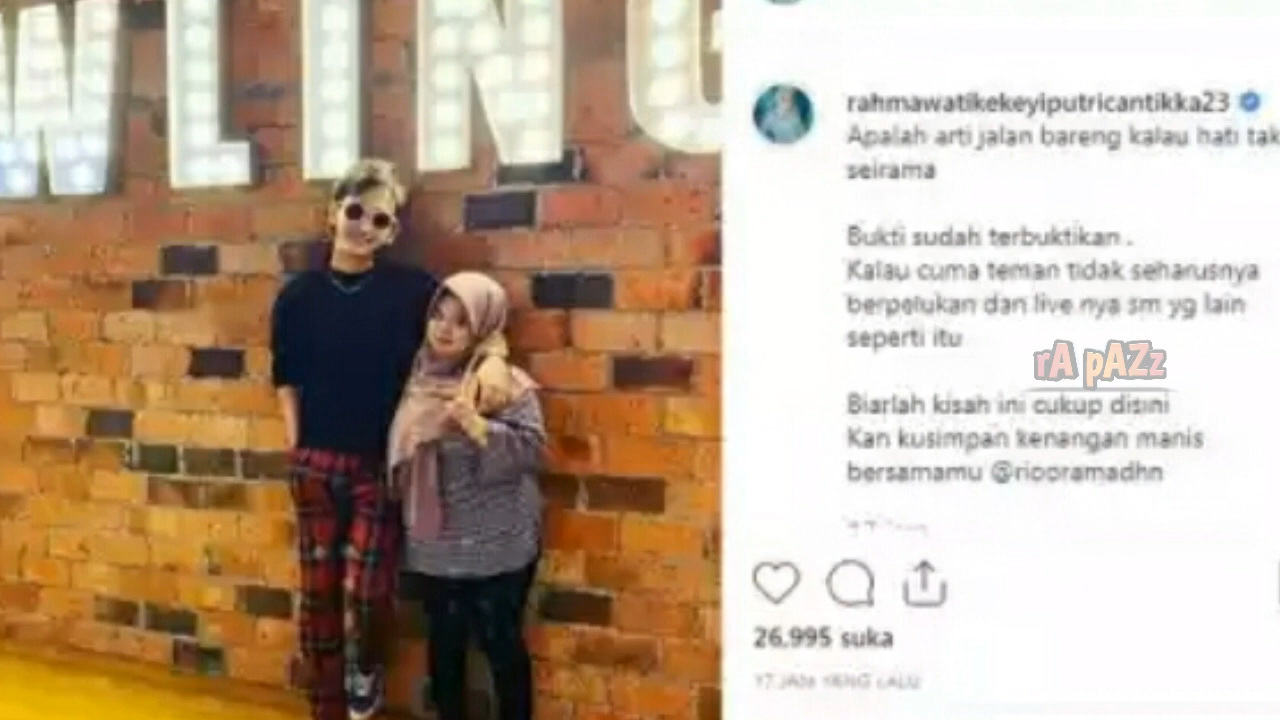 WLING
rahmawatikekeyiputricantikka23
Apalah arti jalan bareng kalau hati tak
seirama
Bukti sudah terbuktikan .
Kalau cuma teman tidak seharusnya
berpelukan dan live nya sm yg lain
seperti itu
rA pAZz
Biarlah kisah ini cukup disini
Kan kusimpan kenangan manis
bersamamu @riooramadhn
26,995 suka
17 JAM YANG LALU